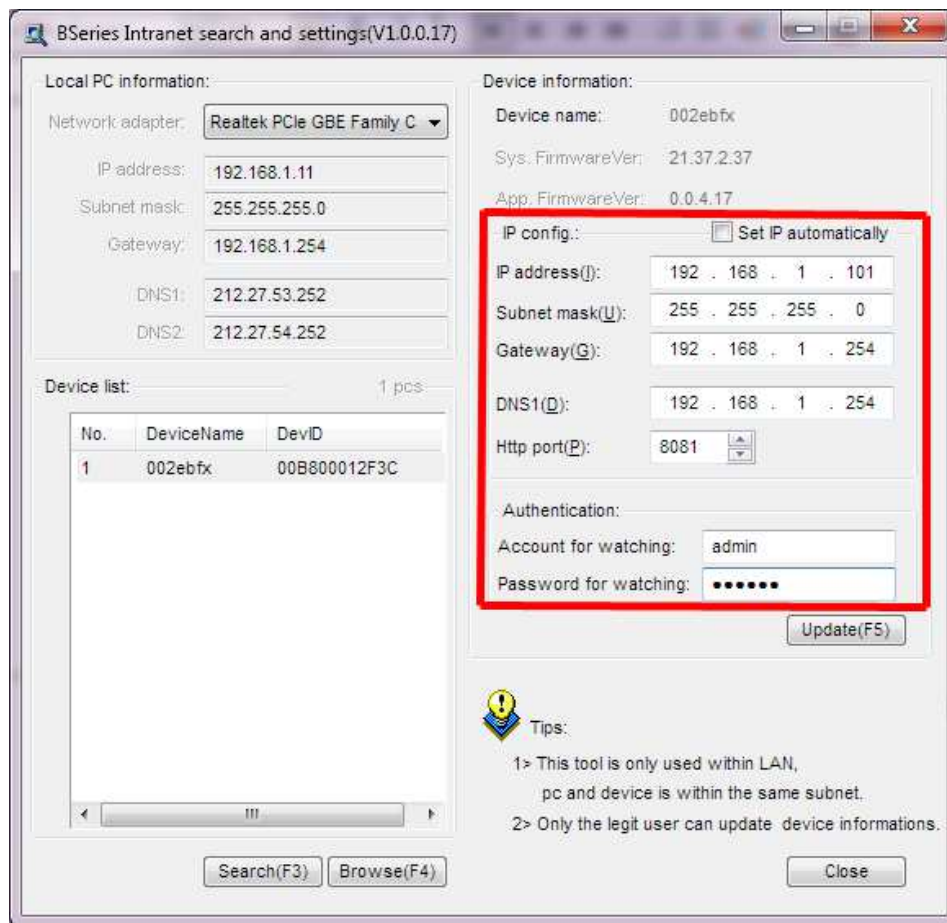 BSeries Intranet search and settings(V1.0.0.17)
Local PC information:
Network adapter: Realtek PCIe GBE Family C
IP address: 192.168.1.11
Subnet mask: 255.255.255.0
Gateway: 192.168.1.254
DNS1: 212.27.53.252
DNS2: 212.27.54.252
Device list: 1 pcs
No. DeviceName DevID
1 002ebfx 00B800012F3C
Search(F3) Browse(F4)
Device information:
Device name: 002ebfx
Sys. FirmwareVer: 21.37.2.37
App. FirmwareVer: 0.0.4.17
IP config.: Set IP automatically
IP address(I): 192 . 168 . 1 . 101
Subnet mask(U): 255 . 255 . 255 . 0
Gateway(G): 192 . 168 . 1 . 254
DNS1(D): 192 . 168 . 1 . 254
Http port(P): 8081
Authentication:
Account for watching: admin
Password for watching: ●●●●●●
Update(F5)
Tips:
1> This tool is only used within LAN,
pc and device is within the same subnet.
2> Only the legit user can update device informations.
Close